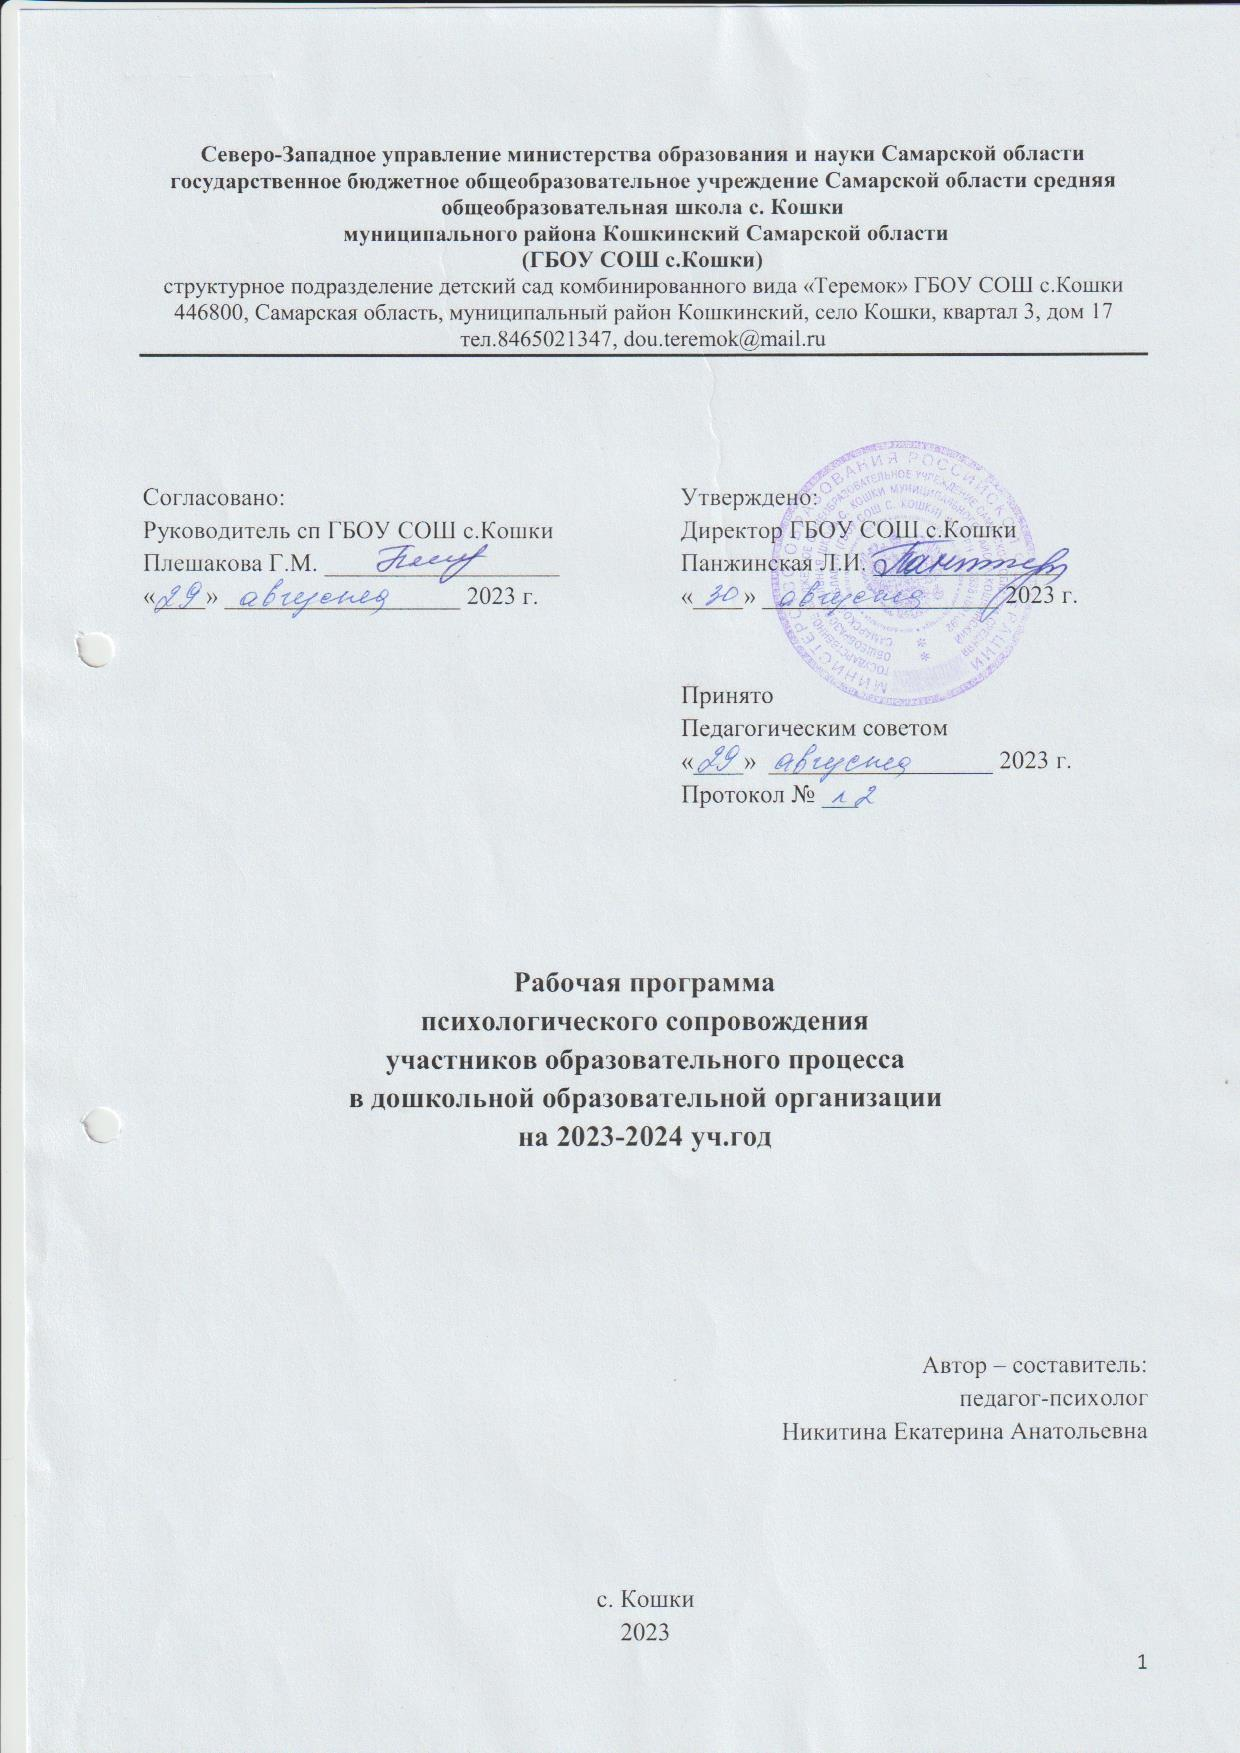 Северо-Западное управление министерства образования и науки Самарской области
государственное бюджетное общеобразовательное учреждение Самарской области средняя
общеобразовательная школа с. Кошки
муниципального района Кошкинский Самарской области
(ГБОУ СОШ с.Кошки)
структурное подразделение детский сад комбинированного вида «Теремок» ГБОУ СОШ с.Кошки
446800, Самарская область, муниципальный район Кошкинский, село Кошки, квартал 3, дом 17
тел.8465021347, dou.teremok@mail.ru
Согласовано:
Руководитель сп ГБОУ СОШ с.Кошки
Плешакова Г.М.
«29» августа 2023 г.
Утверждено:
Директор ГБОУ СОШ с.Кошки
Панжинская Л.И.
«30» августа 2023 г.
Принято
Педагогическим советом
«29» августа 2023 г.
Протокол № 2
Рабочая программа
психологического сопровождения
участников образовательного процесса
в дошкольной образовательной организации
на 2023-2024 уч.год
Автор – составитель:
педагог-психолог
Никитина Екатерина Анатольевна
с. Кошки
2023
1